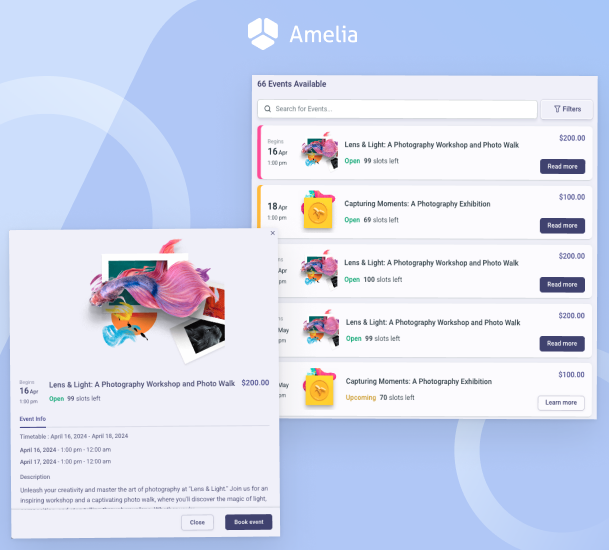 Amelia
66 Events Available
Search for Events...
Filters
Begins
16 Apr
1:00 pm
Lens & Light: A Photography Workshop and Photo Walk
Open 99 slots left
$200.00
Read more
18 Apr
1:00 pm
Capturing Moments: A Photography Exhibition
Open 69 slots left
$100.00
Read more
Apr
pm
Lens & Light: A Photography Workshop and Photo Walk
Open 100 slots left
$200.00
Read more
May
pm
Lens & Light: A Photography Workshop and Photo Walk
Open 99 slots left
$200.00
Read more
May
pm
Capturing Moments: A Photography Exhibition
Upcoming 70 slots left
$100.00
Learn more
Begins
16 Apr
1:00 pm
Lens & Light: A Photography Workshop and Photo Walk
$200.00
Open 99 slots left
Event Info
Timetable : April 16, 2024 - April 18, 2024
April 16, 2024 - 1:00 pm - 12:00 am
April 17, 2024 - 1:00 pm - 12:00 am
Description
Unleash your creativity and master the art of photography at "Lens & Light." Join us for an
inspiring workshop and a captivating photo walk, where you'll discover the magic of light,
Close
Book event